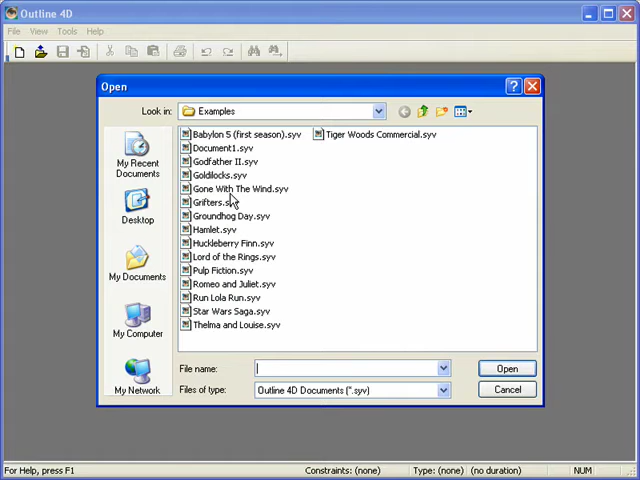 Outline 4D
File View Tools Help
Open
Look in: Examples
My Recent
Documents
Desktop
My Documents
My Computer
My Network
Babylon 5 (first season).syv
Document1.syv
Godfather II.syv
Goldilocks.syv
Gone With The Wind.syv
Grifters.syv
Groundhog Day.syv
Hamlet.syv
Huckleberry Finn.syv
Lord of the Rings.syv
Pulp Fiction.syv
Romeo and Juliet.syv
Run Lola Run.syv
Star Wars Saga.syv
Thelma and Louise.syv
Tiger Woods Commercial.syv
File name: Open
Files of type: Outline 4D Documents (*.syv) Cancel
For Help, press F1 Constraints: (none) Type: (none) (no duration) NUM